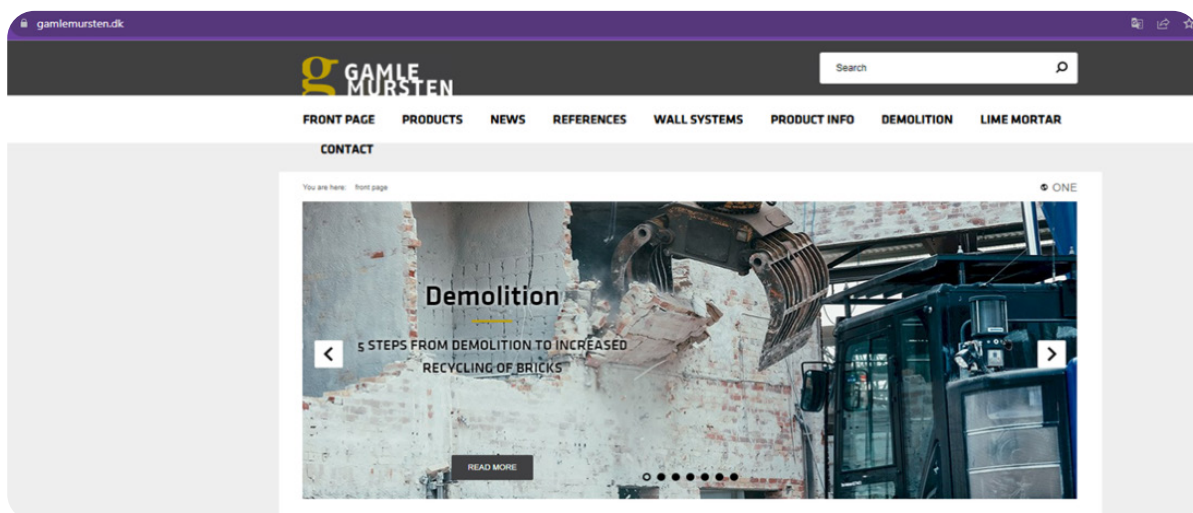 gamlemursten.dk
GAMLE
MURSTEN
Search
FRONT PAGE PRODUCTS NEWS REFERENCES WALL SYSTEMS PRODUCT INFO DEMOLITION LIME MORTAR
CONTACT
You are here: front page
ONE
Demolition
5 STEPS FROM DEMOLITION TO INCREASED
RECYCLING OF BRICKS
READ MORE